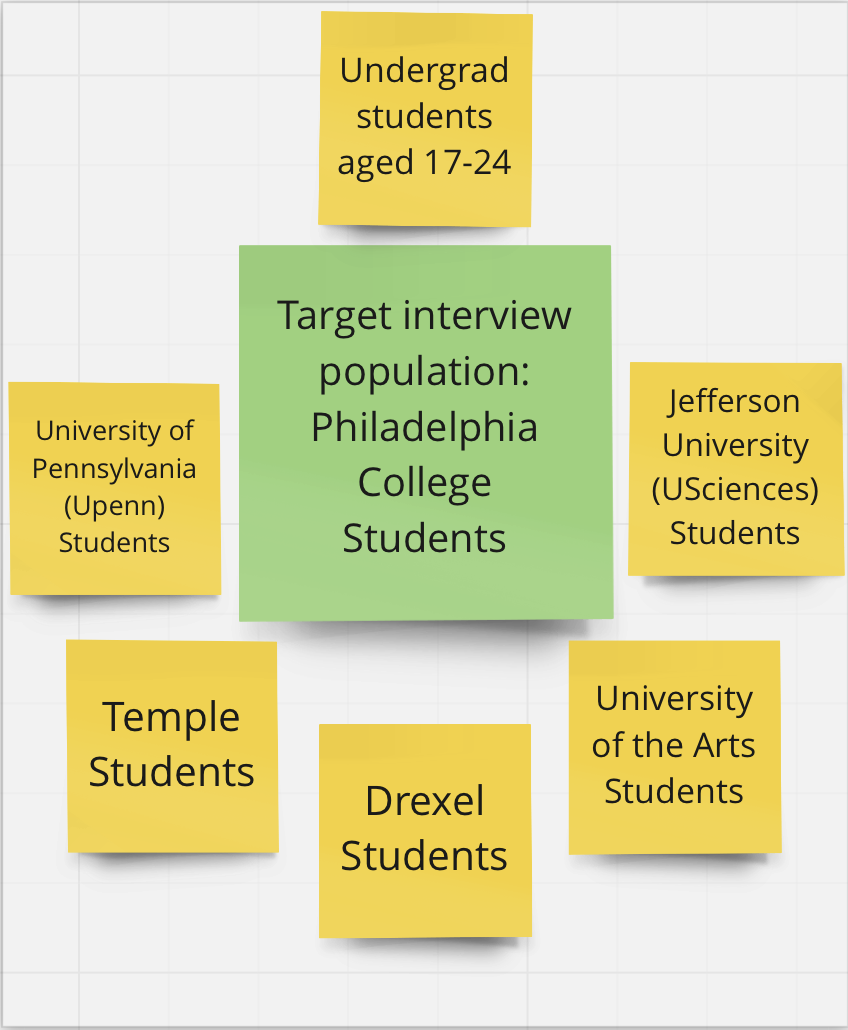 Undergrad
students
aged 17-24
Target interview
population:
Philadelphia
College
Students
University of
Pennsylvania
(Upenn)
Students
Jefferson
University
(USciences)
Students
Temple
Students
Drexel
Students
University
of the Arts
Students